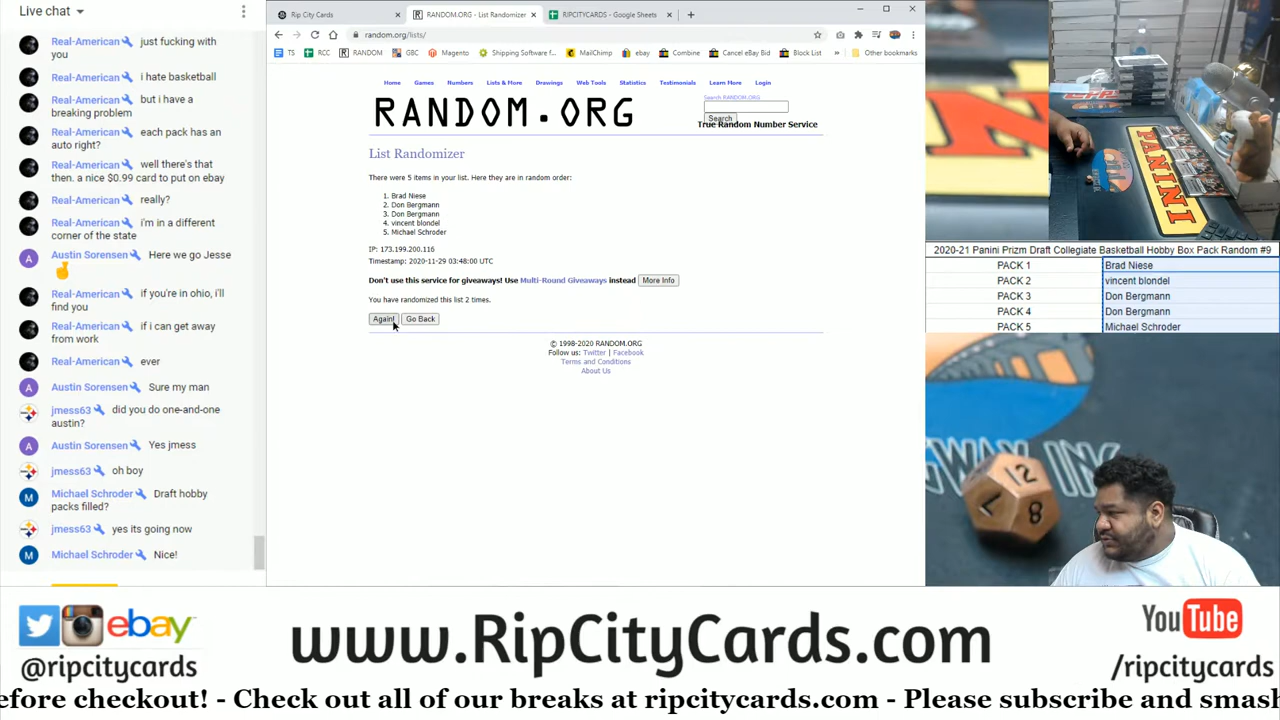 Live chat
Real-American just fucking with
you
Real-American i hate basketball
Real-American but i have a
breaking problem
Real-American each pack has an
auto right?
Real-American well there's that
then. a nice $0.99 card to put on ebay
Real-American really?
Real-American i'm in a different
corner of the state
Austin Sorensen Here we go Jesse
Real-American if you're in ohio, i'll
find you
Real-American if i can get away
from work
Real-American ever
Austin Sorensen Sure my man
jmess63 did you do one-and-one
austin?
Austin Sorensen Yes jmess
jmess63 oh boy
Michael Schroder Draft hobby
packs filled?
jmess63 yes its going now
Michael Schroder Nice!
Rip City Cards
RANDOM.ORG - List Randomizer
RIPCITYCARDS - Google Sheets
random.org/lists/
TS RCC RANDOM GBC Magento Shipping Software f... MailChimp ebay Combine Cancel eBay Bid Block List Other bookmarks
Home Games Numbers Lists & More Drawings Web Tools Statistics Testimonials Learn More Login
RANDOM.ORG
Search RANDOM.ORG
Search
True Random Number Service
List Randomizer
There were 5 items in your list. Here they are in random order:
1. Brad Niese
2. Don Bergmann
3. Don Bergmann
4. vincent blondel
5. Michael Schroder
IP: 173.199.200.116
Timestamp: 2020-11-29 03:48:00 UTC
Don't use this service for giveaways! Use Multi-Round Giveaways instead More Info
You have randomized this list 2 times.
Again! Go Back
© 1998-2020 RANDOM.ORG
Follow us: Twitter | Facebook
Terms and Conditions
About Us
PANINI
2020-21 Panini Prizm Draft Collegiate Basketball Hobby Box Pack Random #9
PACK 1 Brad Niese
PACK 2 vincent blondel
PACK 3 Don Bergmann
PACK 4 Don Bergmann
PACK 5 Michael Schroder
12
8
ebay
@ripcitycards
www.RipCityCards.com
YouTube
/ripcitycards
efore checkout! - Check out all of our breaks at ripcitycards.com - Please subscribe and smash